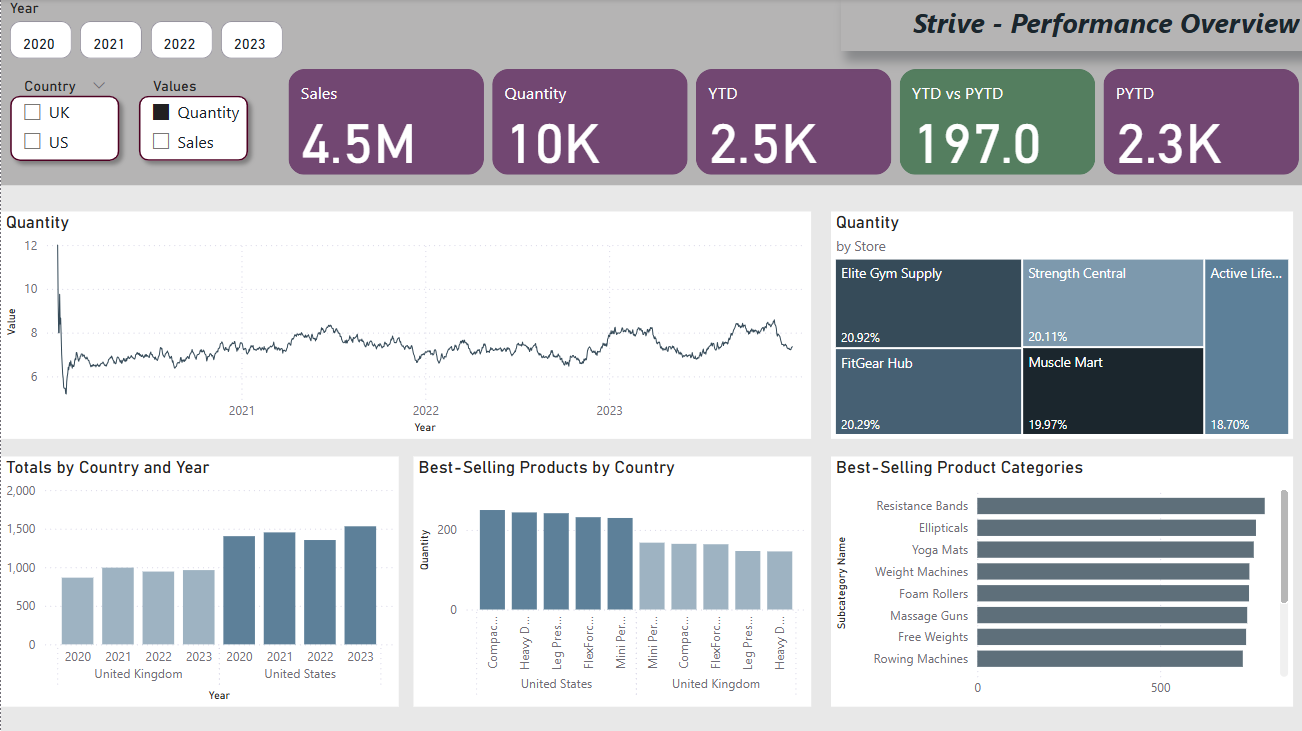 Year
Strive - Performance Overview
2020 2021 2022 2023
Country Values
UK
US
Quantity
Sales
Sales
4.5M
Quantity
10K
YTD
2.5K
YTD vs PYTD
197.0
PYTD
2.3K
Quantity
12
10
8
6
Value
2021 2022 2023
Year
Quantity
by Store
Elite Gym Supply
20.92%
Strength Central
20.11%
Active Life...
18.70%
FitGear Hub
20.29%
Muscle Mart
19.97%
Totals by Country and Year
2,000
1,500
1,000
500
0
2020 2021 2022 2023 2020 2021 2022 2023
United Kingdom United States
Year
Best-Selling Products by Country
Quantity
200
0
Compac...
Heavy D...
Leg Pres...
FlexForc...
Mini Per...
Mini Per...
Compac...
FlexForc...
Leg Pres...
Heavy D...
United States United Kingdom
Best-Selling Product Categories
Subcategory Name
Resistance Bands
Ellipticals
Yoga Mats
Weight Machines
Foam Rollers
Massage Guns
Free Weights
Rowing Machines
0 500